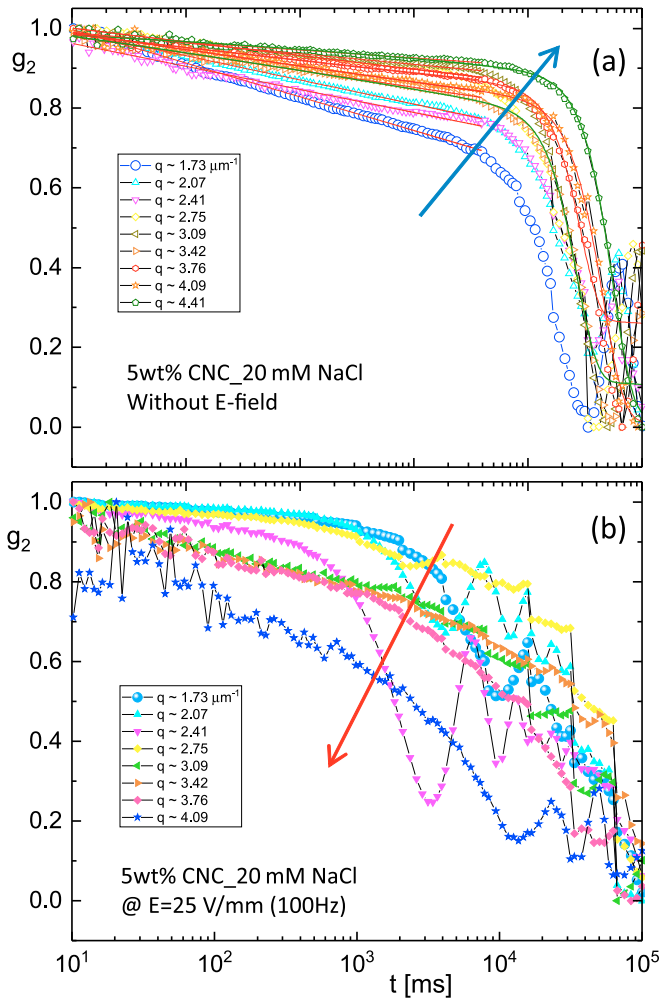 1.0
g₂
(a)
0.8
q ~ 1.73 μm⁻¹
q ~ 2.07
q ~ 2.41
q ~ 2.75
q ~ 3.09
q ~ 3.42
q ~ 3.76
q ~ 4.09
q ~ 4.41
0.6
0.4
0.2
5wt% CNC_20 mM NaCl
Without E-field
0.0
1.0
g₂
(b)
0.8
0.6
q ~ 1.73 μm⁻¹
q ~ 2.07
q ~ 2.41
q ~ 2.75
q ~ 3.09
q ~ 3.42
q ~ 3.76
q ~ 4.09
0.4
0.2
5wt% CNC_20 mM NaCl
@ E=25 V/mm (100Hz)
0.0
10¹ 10² 10³ 10⁴ 10⁵
t [ms]